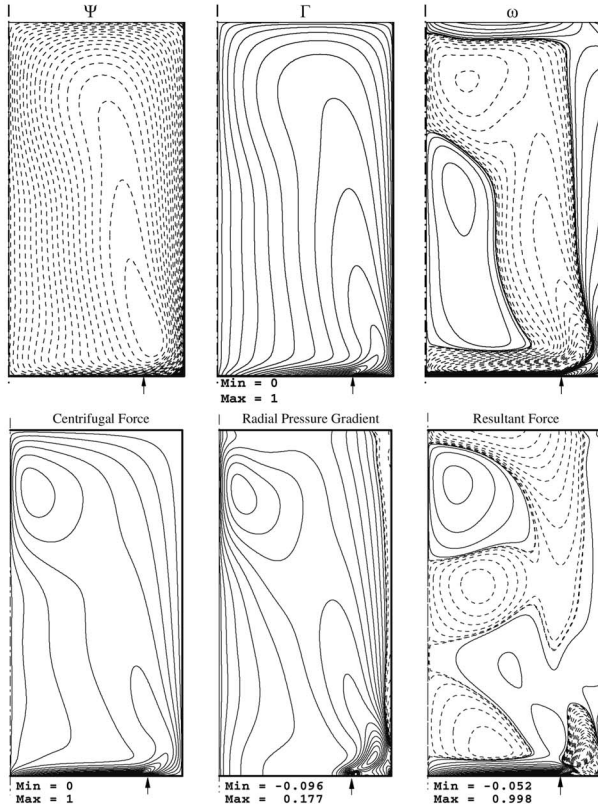 Ψ Γ ω
Min = 0
Max = 1
Centrifugal Force Radial Pressure Gradient Resultant Force
Min = 0 Min = -0.096 Min = -0.052
Max = 1 Max = 0.177 Max = 0.998